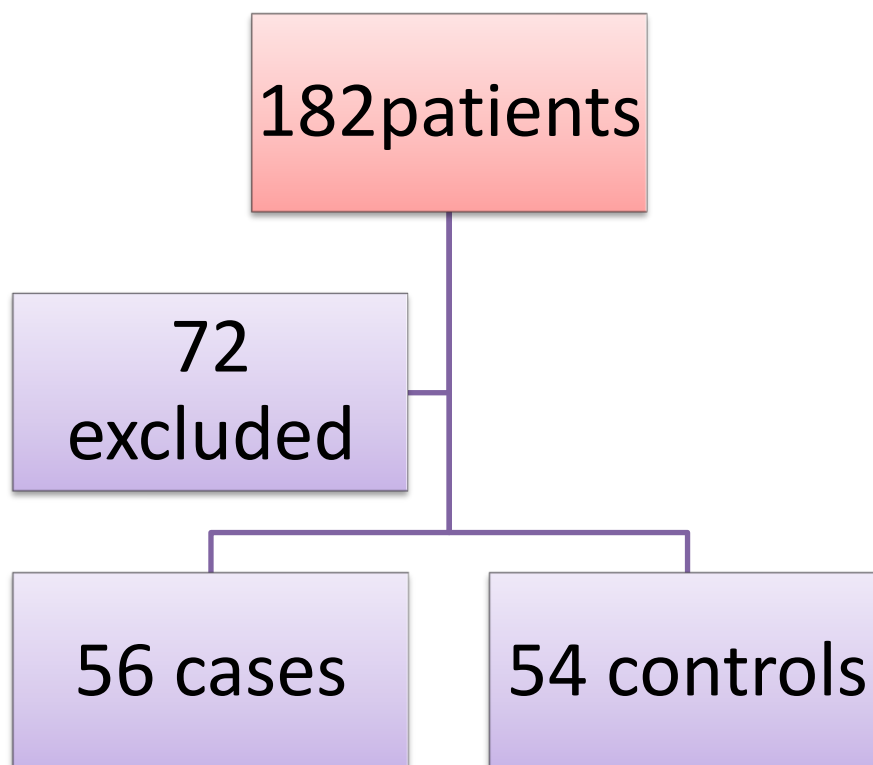 182patients
72
excluded
56 cases
54 controls